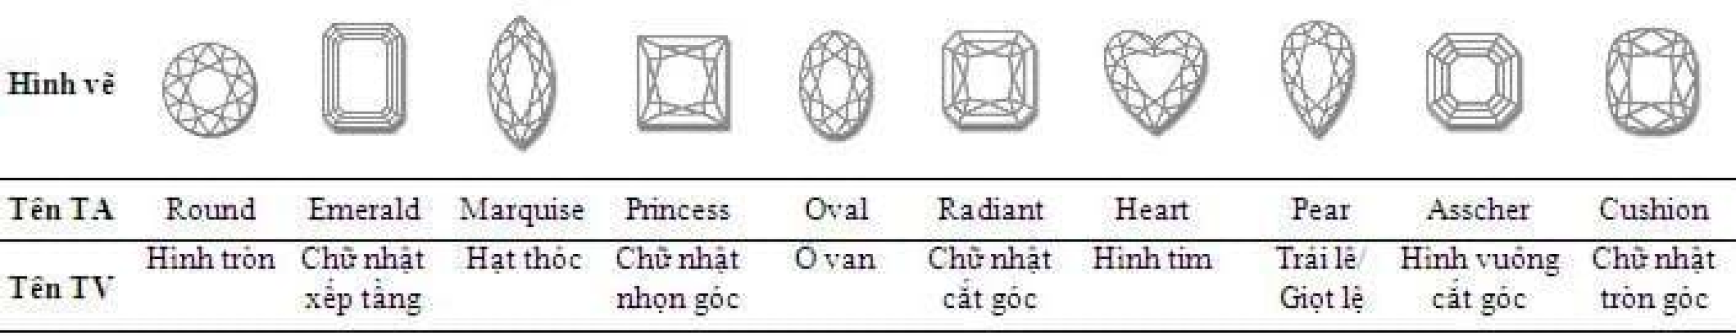 Hình vẽ
Tên TA Round Emerald Marquise Princess Oval Radiant Heart Pear Asscher Cushion
Hình tròn Chữ nhật Hạt thóc Chữ nhật Ô van Chữ nhật Hình tim Trái lê/ Hình vuông Chữ nhật
Tên TV
xếp tầng nhọn góc cắt góc Giọt lệ cắt góc tròn góc